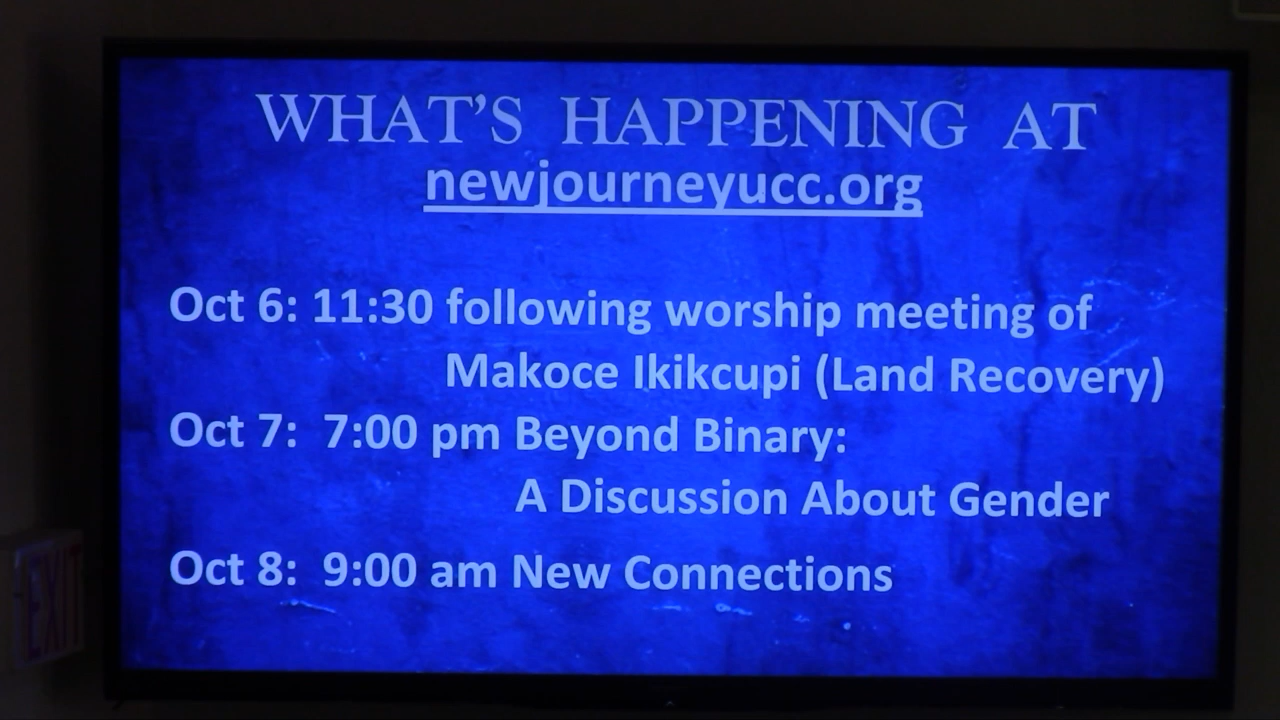 WHAT'S HAPPENING AT
newjourneyucc.org
Oct 6: 11:30 following worship meeting of
Makoce Ikikcupi (Land Recovery)
Oct 7: 7:00 pm Beyond Binary:
A Discussion About Gender
Oct 8: 9:00 am New Connections
EXIT